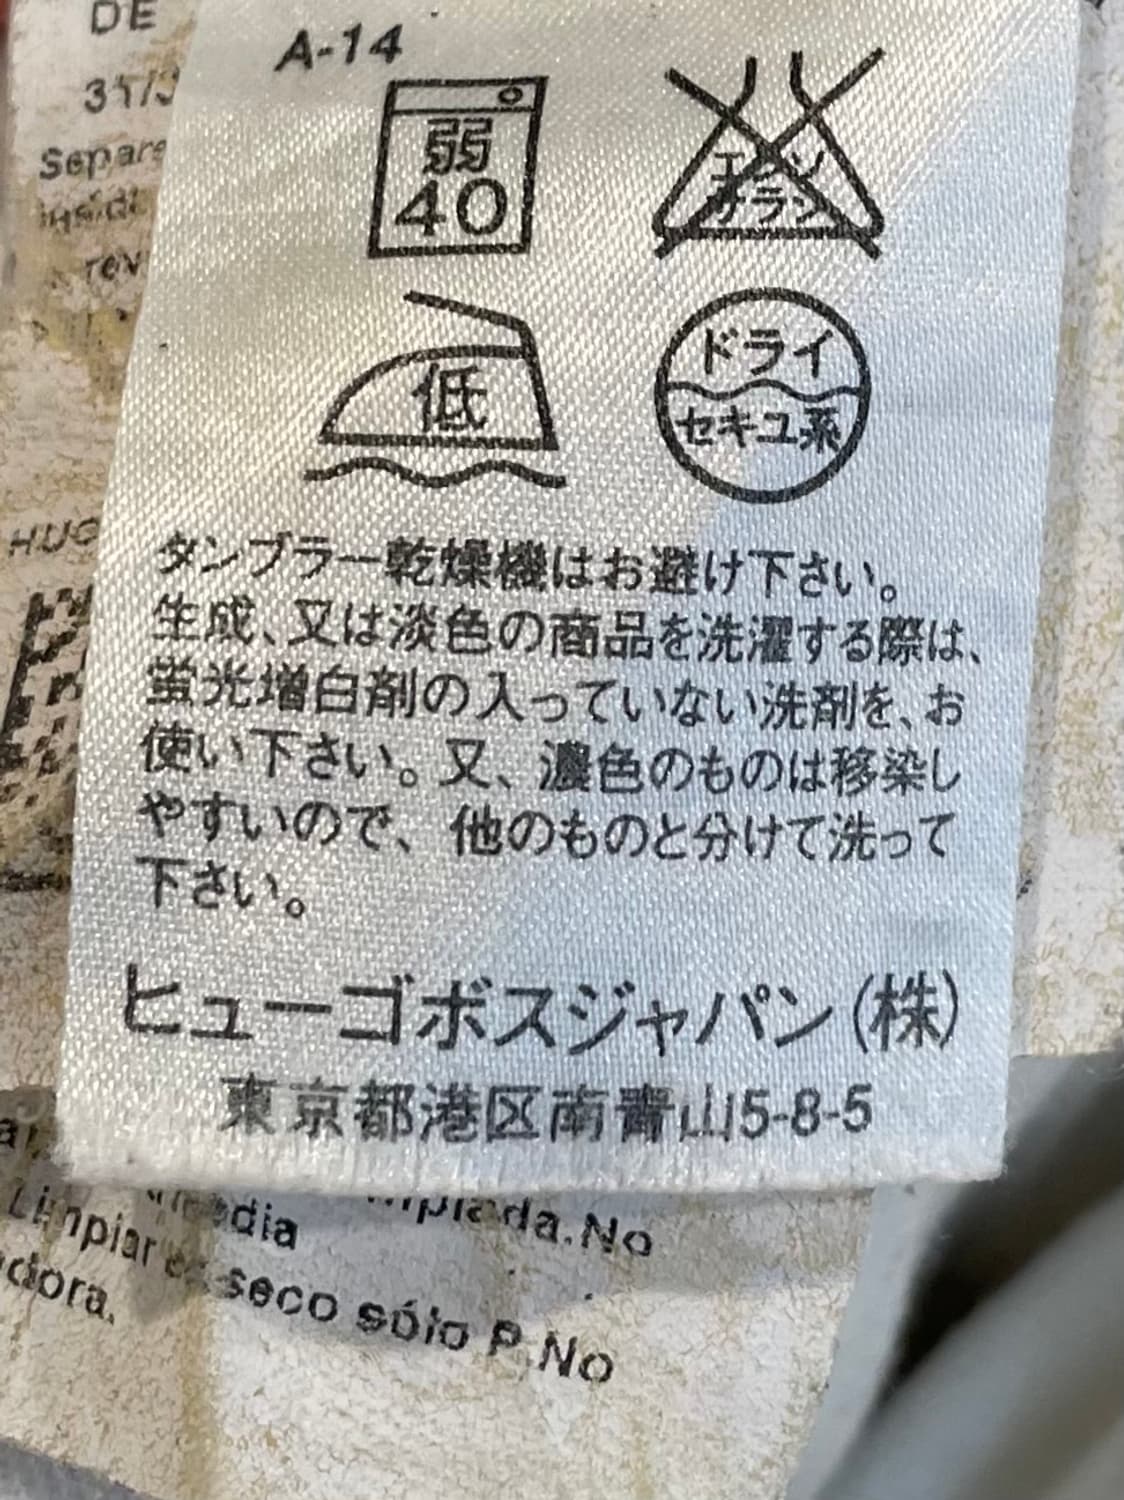 DE
A-14
弱
40
エンソ
サラシ
低
ドライ
セキユ系
HUG
タンブラー乾燥機はお避け下さい。
生成、又は淡色の商品を洗濯する際は、
蛍光増白剤の入っていない洗剤を、お
使い下さい。又、濃色のものは移染し
やすいので、他のものと分けて洗って
下さい。
ヒューゴボスジャパン(株)
東京都港区南青山5-8-5
No
Limpiar
seco sólo P. No
dora.